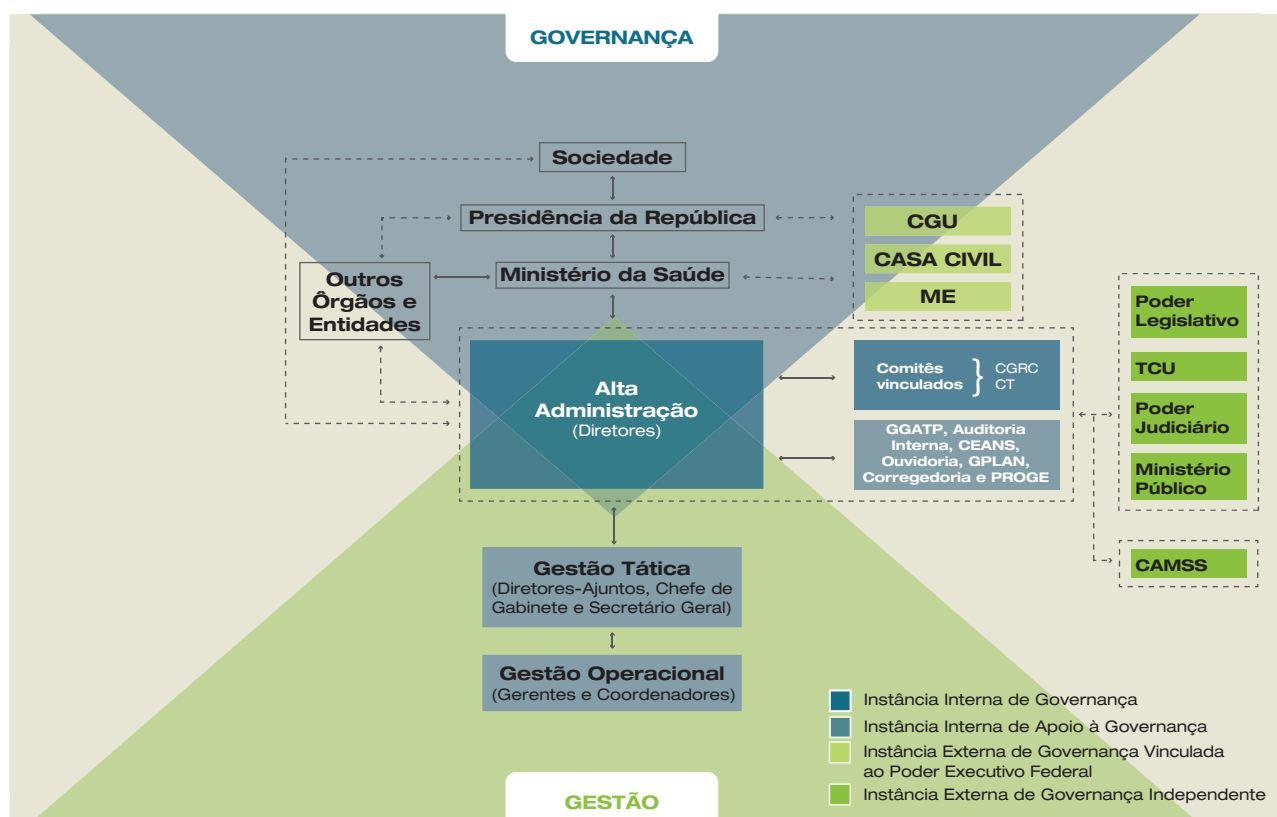 GOVERNANÇA
Sociedade
Presidência da República
Ministério da Saúde
Outros
Ôrgãos e
Entidades
CGU
CASA CIVIL
ME
Poder
Legislativo
TCU
Poder
Judiciário
Ministério
Público
CAMSS
Alta
Administração
(Diretores)
Comitês
vinculados
}
CGRC
CT
GGATP, Auditoria
Interna, CEANS,
Ouvidoria, GPLAN,
Corregedoria e PROGE
Gestão Tática
(Diretores-Ajuntos, Chefe de
Gabinete e Secretário Geral)
Gestão Operacional
(Gerentes e Coordenadores)
Instância Interna de Governança
Instância Interna de Apoio à Governança
Instância Externa de Governança Vinculada
ao Poder Executivo Federal
Instância Externa de Governança Independente
GESTÃO